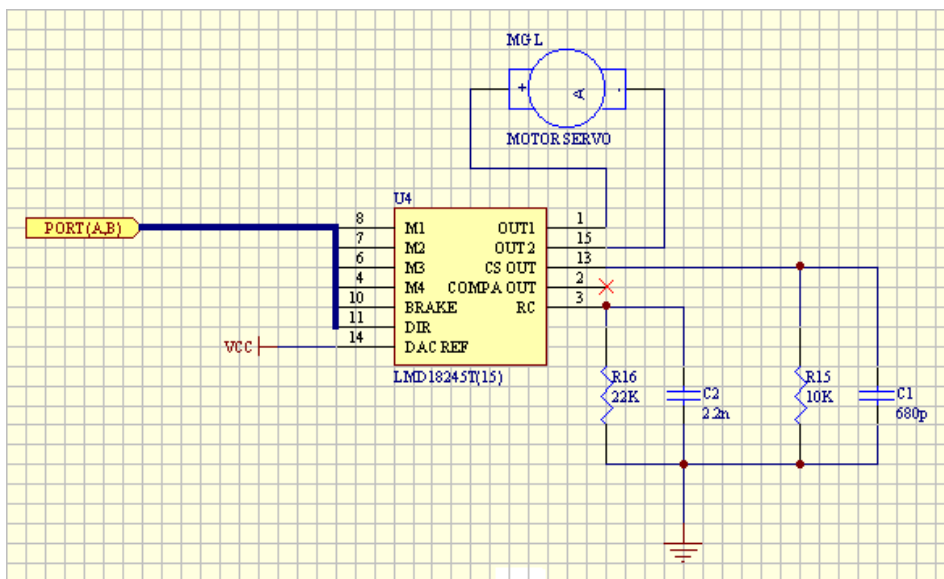 MGL
MOTOR SERVO
U4
PORT(A,B)
8 M1 OUT1 1
7 M2 OUT2 15
6 M3 CS OUT 13
4 M4 COMPA OUT 2
10 BRAKE RC 3
11 DIR
VCC 14 DAC REF
LMD18245T(15)
R16
22K
C2
2.2n
R15
10K
C1
680p
+
A
-